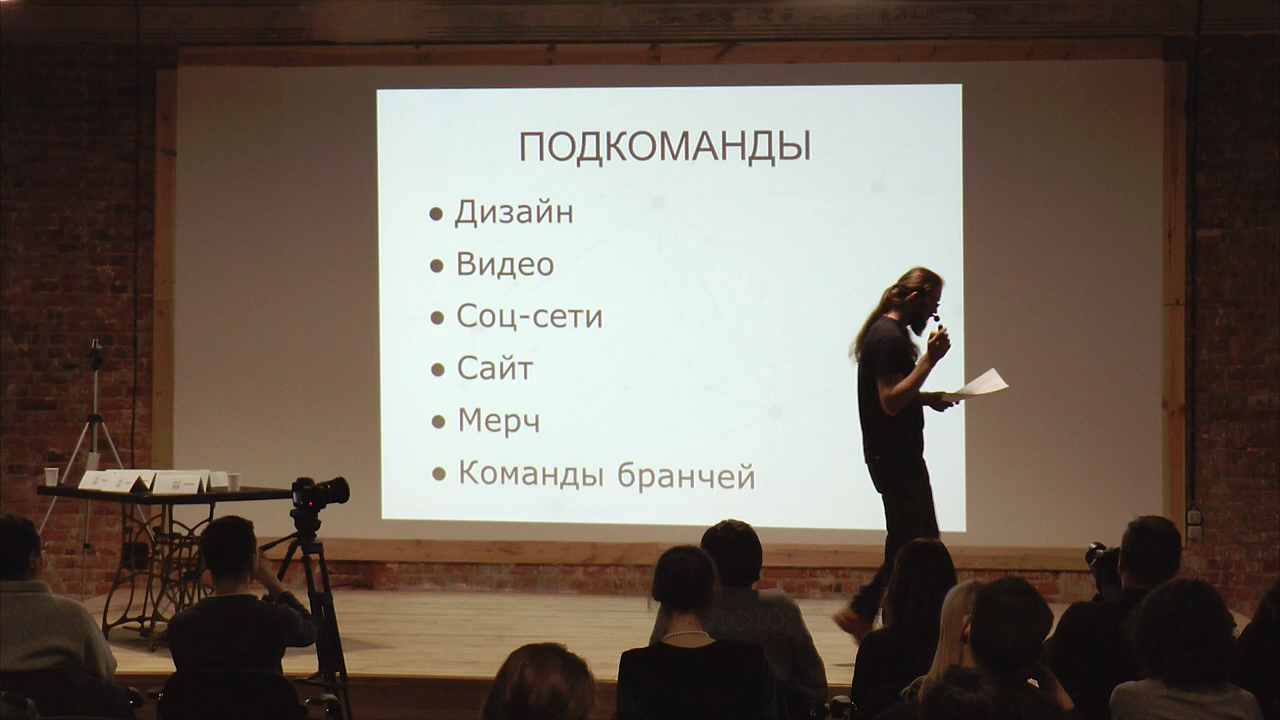 ПОДКОМАНДЫ
● Дизайн
● Видео
● Соц-сети
● Сайт
● Мерч
● Команды бранчей